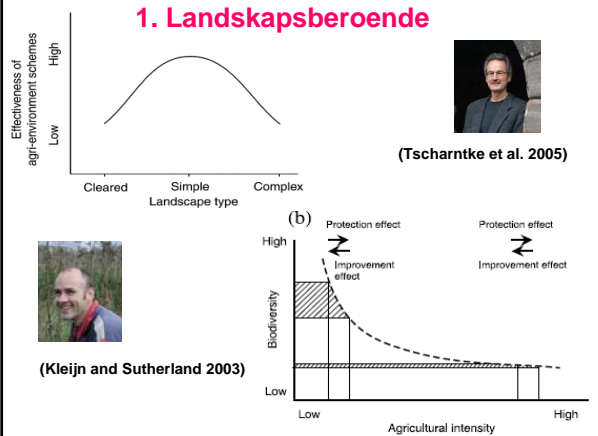 1. Landskapsberoende
Effectiveness of
agri-environment schemes
High
Low
Cleared Simple Complex
Landscape type
(Tscharntke et al. 2005)
(b)
Protection effect Protection effect
High
Improvement effect
Improvement effect
Biodiversity
Low
Low High
Agricultural intensity
(Kleijn and Sutherland 2003)